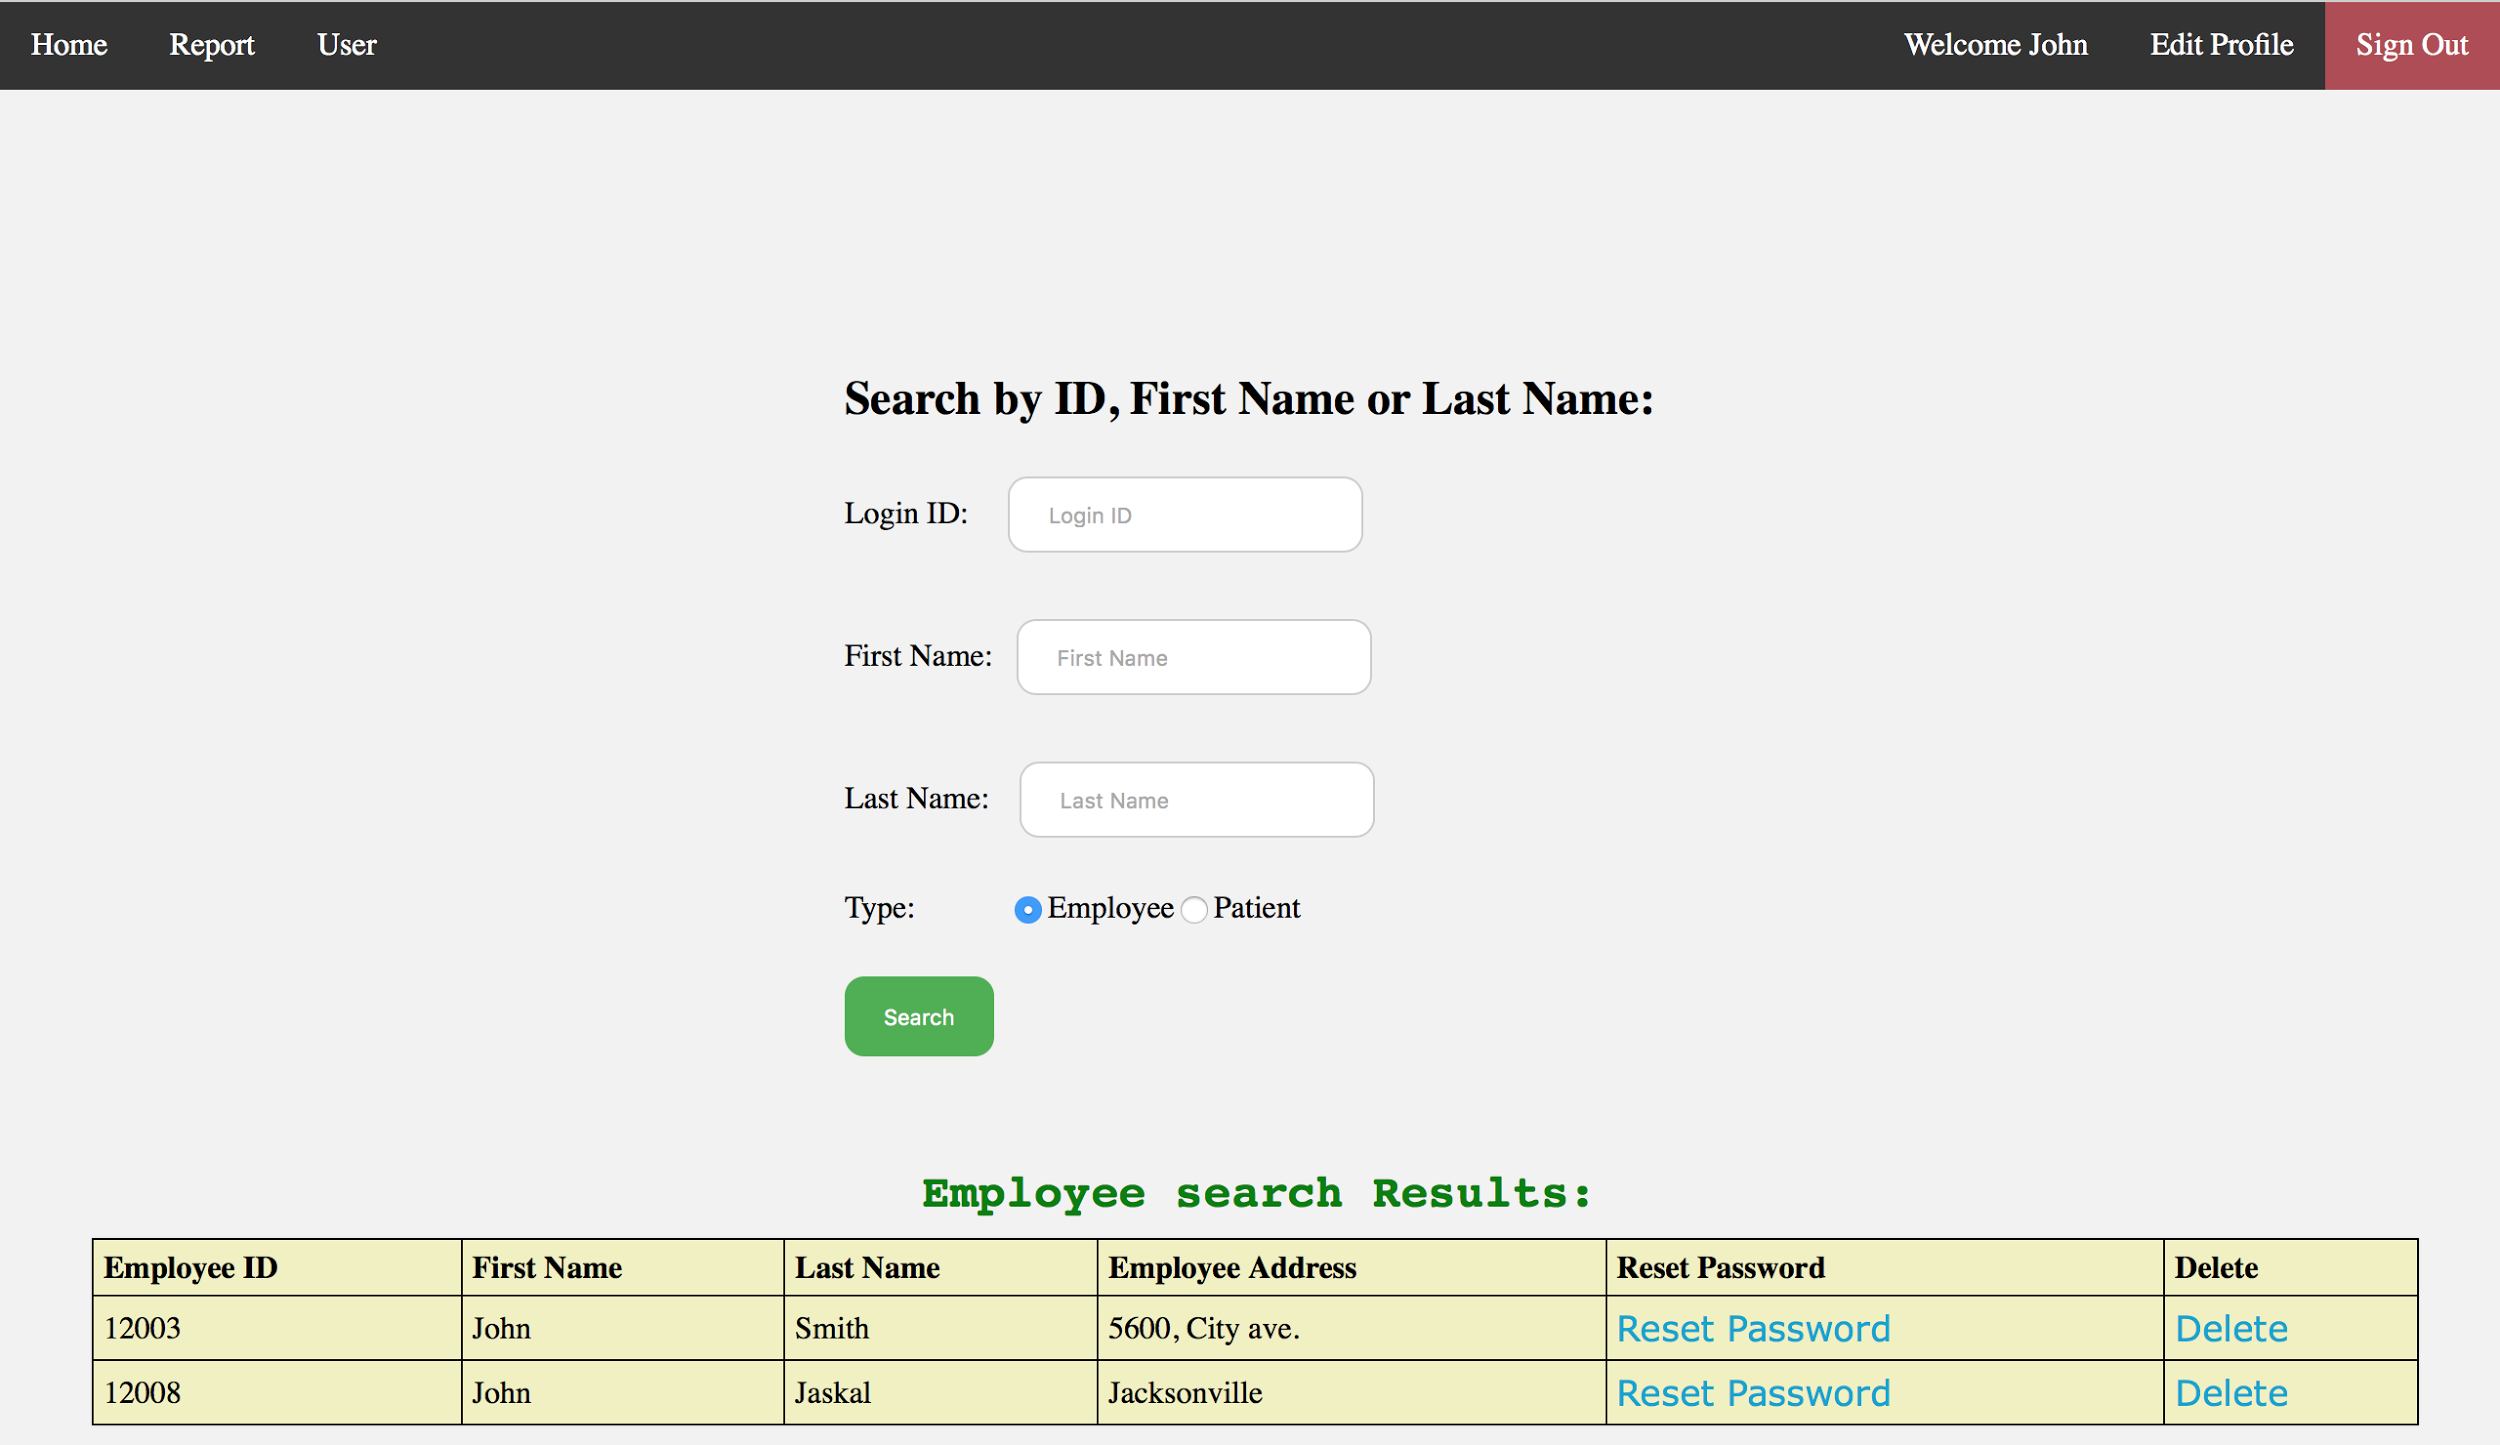 Home Report User Welcome John Edit Profile Sign Out
Search by ID, First Name or Last Name:
Login ID: Login ID
First Name: First Name
Last Name: Last Name
Type: Employee Patient
Search
Employee search Results:
Employee ID First Name Last Name Employee Address Reset Password Delete
12003 John Smith 5600, City ave. Reset Password Delete
12008 John Jaskal Jacksonville Reset Password Delete